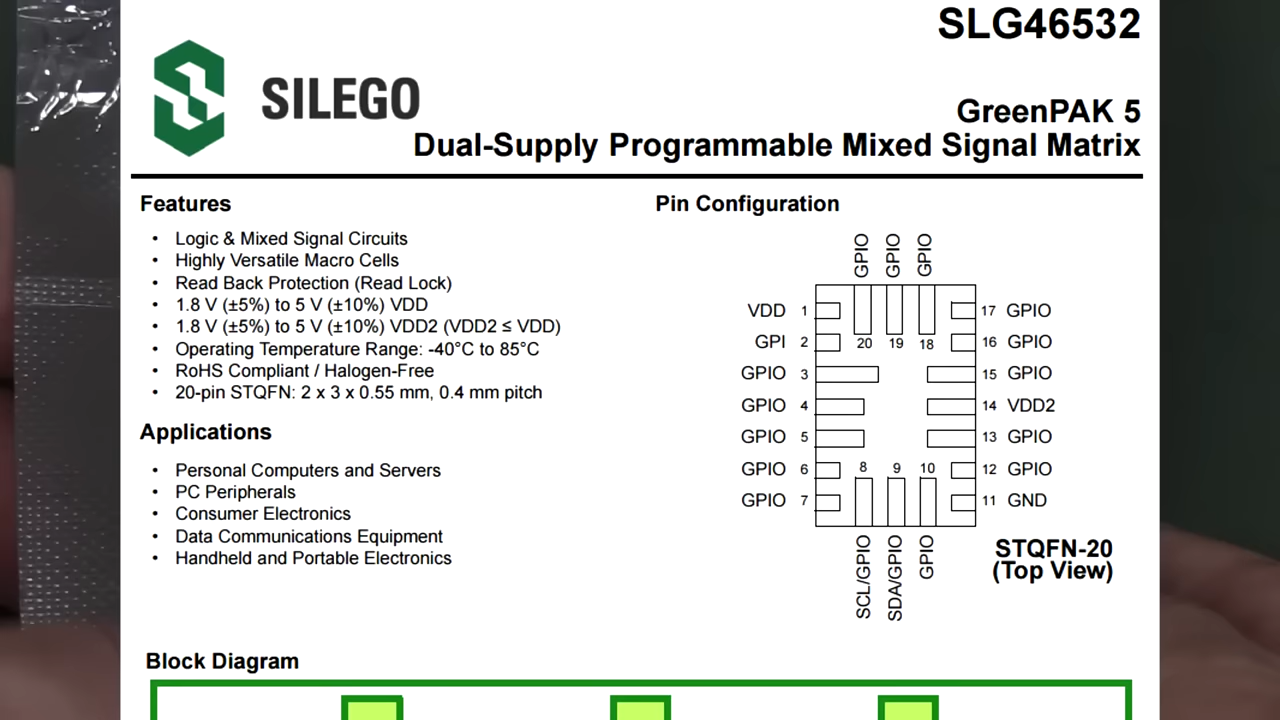 SLG46532
SILEGO
GreenPAK 5
Dual-Supply Programmable Mixed Signal Matrix
Features
• Logic & Mixed Signal Circuits
• Highly Versatile Macro Cells
• Read Back Protection (Read Lock)
• 1.8 V (±5%) to 5 V (±10%) VDD
• 1.8 V (±5%) to 5 V (±10%) VDD2 (VDD2 ≤ VDD)
• Operating Temperature Range: -40°C to 85°C
• RoHS Compliant / Halogen-Free
• 20-pin STQFN: 2 x 3 x 0.55 mm, 0.4 mm pitch
Applications
• Personal Computers and Servers
• PC Peripherals
• Consumer Electronics
• Data Communications Equipment
• Handheld and Portable Electronics
Pin Configuration
GPIO GPIO GPIO
VDD 1 17 GPIO
GPI 2 20 19 18 16 GPIO
GPIO 3 15 GPIO
GPIO 4 14 VDD2
GPIO 5 13 GPIO
GPIO 6 8 9 10 12 GPIO
GPIO 7 11 GND
SCL/GPIO SDA/GPIO GPIO
STQFN-20
(Top View)
Block Diagram